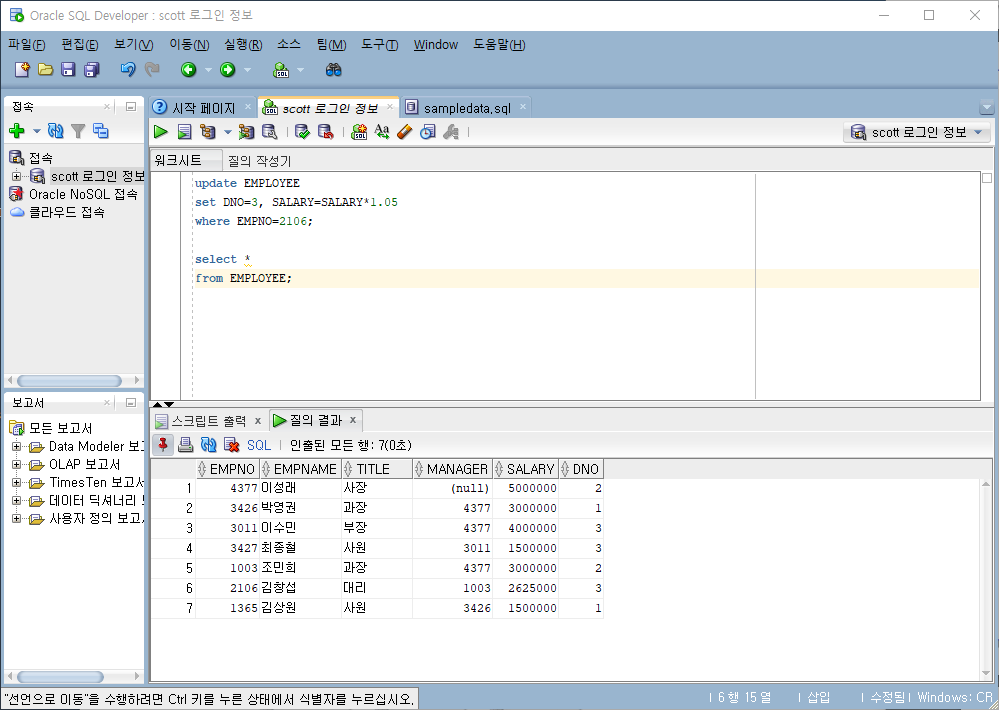 Oracle SQL Developer : scott 로그인 정보
파일(F) 편집(E) 보기(V) 이동(N) 실행(R) 소스 팀(M) 도구(T) Window 도움말(H)
접속
시작 페이지 scott 로그인 정보 sampledata.sql
scott 로그인 정보
접속
scott 로그인 정보
Oracle NoSQL 접속
클라우드 접속
워크시트 질의 작성기
update EMPLOYEE
set DNO=3, SALARY=SALARY*1.05
where EMPNO=2106;
select *
from EMPLOYEE;
보고서
모든 보고서
Data Modeler 보고
OLAP 보고서
TimesTen 보고서
데이터 딕셔너리 보
사용자 정의 보고서
스크립트 출력 x 질의 결과 x
SQL 인출된 모든 행: 7(0초)
EMPNO EMPNAME TITLE MANAGER SALARY DNO
1 4377 이성래 사장 (null) 5000000 2
2 3426 박영권 과장 4377 3000000 1
3 3011 이수민 부장 4377 4000000 3
4 3427 최종철 사원 3011 1500000 3
5 1003 조민희 과장 4377 3000000 2
6 2106 김창섭 대리 1003 2625000 3
7 1365 김상원 사원 3426 1500000 1
"선언으로 이동"을 수행하려면 Ctrl 키를 누른 상태에서 식별자를 누르십시오.
6 행 15 열 삽입 수정됨 Windows: CR